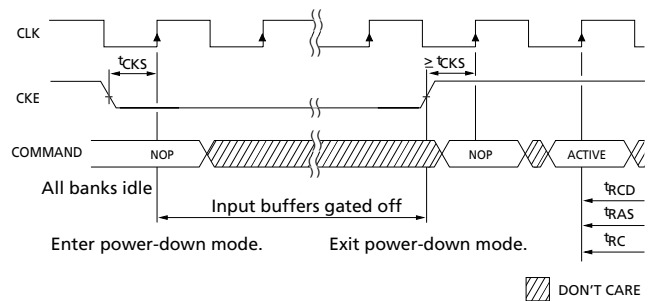 CLK
tCKS
≥ tCKS
CKE
COMMAND
NOP
NOP
ACTIVE
All banks idle
Input buffers gated off
tRCD
tRAS
tRC
Enter power-down mode.
Exit power-down mode.
DON'T CARE